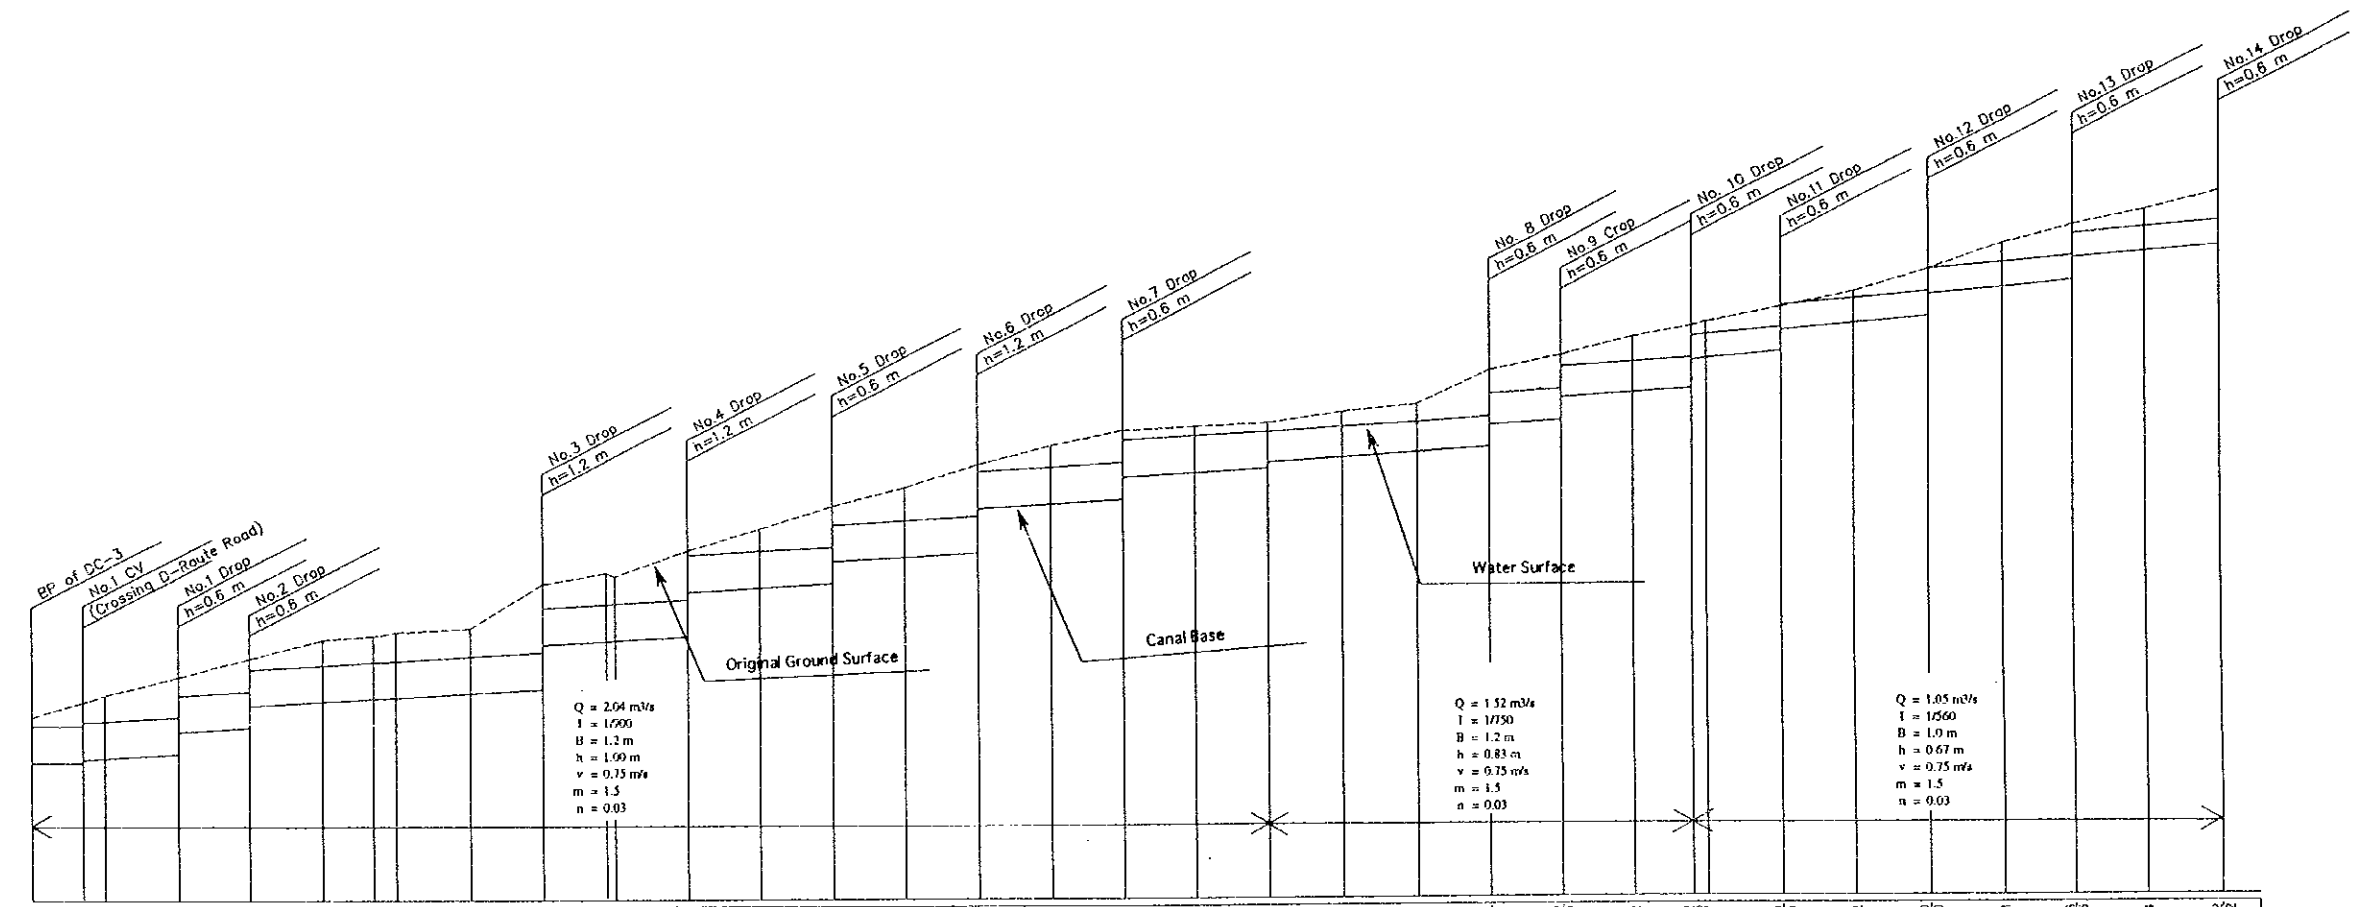 BP of DC-3
No.1 CV
(Crossing D-Route Road)
No.1 Drop
h=0.6 m
No.2 Drop
h=0.6 m
No.3 Drop
h=1.2 m
No.4 Drop
h=1.2 m
No.5 Drop
h=0.6 m
No.6 Drop
h=1.2 m
No.7 Drop
h=0.6 m
No. 8 Drop
h=0.6 m
No.9 Crop
h=0.6 m
No. 10 Drop
h=0.6 m
No.11 Drop
h=0.6 m
No.12 Drop
h=0.6 m
No.13 Drop
h=0.6 m
No.14 Drop
h=0.6 m
Original Ground Surface
Canal Base
Water Surface
Q = 2.04 m3/s
I = 1/900
B = 1.2 m
h = 1.00 m
v = 0.75 m/s
m = 1.5
n = 0.03
Q = 1.52 m3/s
I = 1/750
B = 1.2 m
h = 0.83 m
v = 0.75 m/s
m = 1.5
n = 0.03
Q = 1.05 m3/s
I = 1/560
B = 1.0 m
h = 0.67 m
v = 0.75 m/s
m = 1.5
n = 0.03